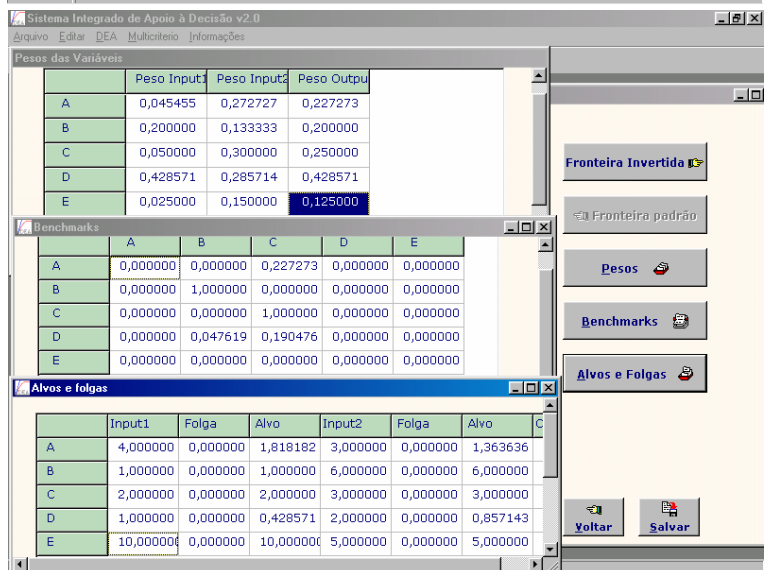 Sistema Integrado de Apoio à Decisão v2.0
Arquivo Editar DEA Multicriterio Informações
Pesos das Variáveis
Peso Input1 Peso Input2 Peso Outpu
A 0,045455 0,272727 0,227273
B 0,200000 0,133333 0,200000
C 0,050000 0,300000 0,250000
D 0,428571 0,285714 0,428571
E 0,025000 0,150000 0,125000
Benchmarks
A B C D E
A 0,000000 0,000000 0,227273 0,000000 0,000000
B 0,000000 1,000000 0,000000 0,000000 0,000000
C 0,000000 0,000000 1,000000 0,000000 0,000000
D 0,000000 0,047619 0,190476 0,000000 0,000000
E 0,000000 0,000000 0,000000 0,000000 0,000000
Alvos e folgas
Input1 Folga Alvo Input2 Folga Alvo
A 4,000000 0,000000 1,818182 3,000000 0,000000 1,363636
B 1,000000 0,000000 1,000000 6,000000 0,000000 6,000000
C 2,000000 0,000000 2,000000 3,000000 0,000000 3,000000
D 1,000000 0,000000 0,428571 2,000000 0,000000 0,857143
E 10,000000 0,000000 10,000000 5,000000 0,000000 5,000000
Fronteira Invertida
Fronteira padrão
Pesos
Benchmarks
Alvos e Folgas
Voltar Salvar